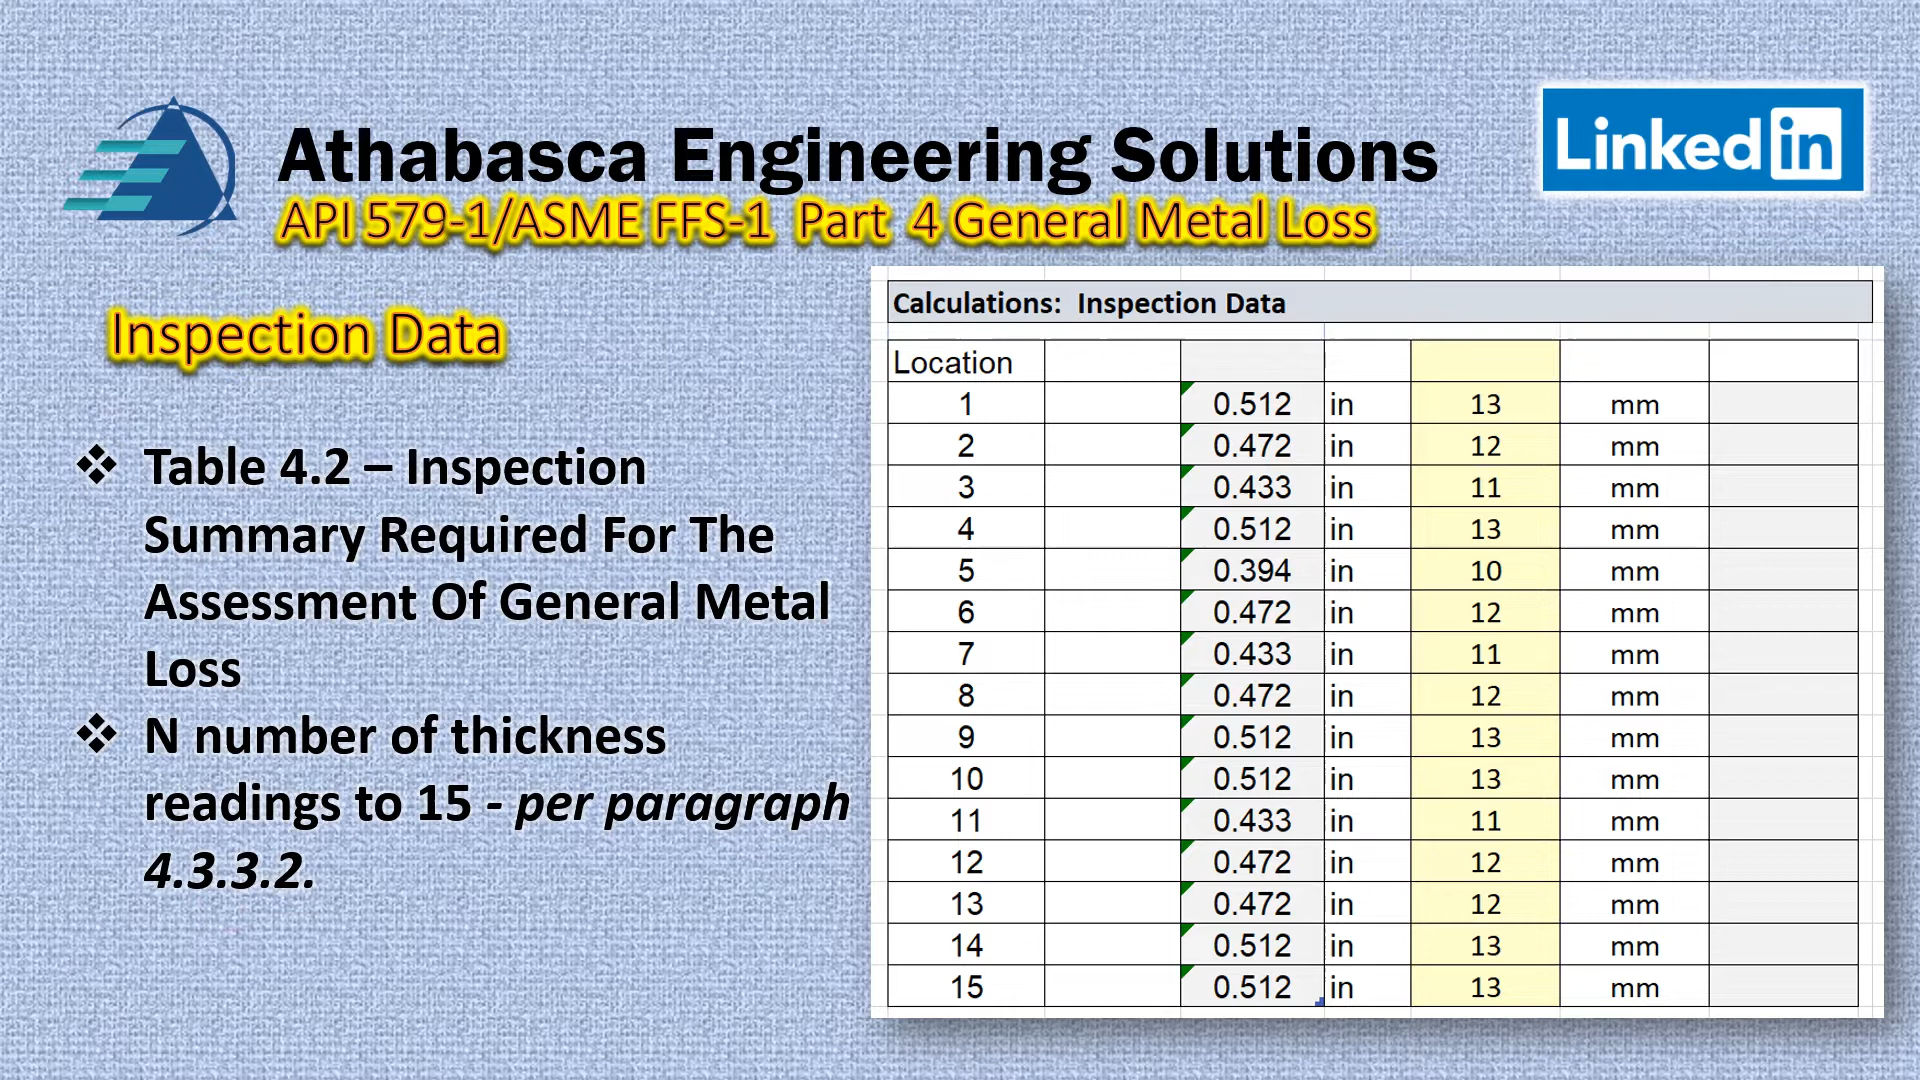 Athabasca Engineering Solutions
LinkedIn
API 579-1/ASME FFS-1 Part 4 General Metal Loss
Inspection Data
❖ Table 4.2 – Inspection
Summary Required For The
Assessment Of General Metal
Loss
❖ N number of thickness
readings to 15 - per paragraph
4.3.3.2.
Calculations: Inspection Data
Location
1 0.512 in 13 mm
2 0.472 in 12 mm
3 0.433 in 11 mm
4 0.512 in 13 mm
5 0.394 in 10 mm
6 0.472 in 12 mm
7 0.433 in 11 mm
8 0.472 in 12 mm
9 0.512 in 13 mm
10 0.512 in 13 mm
11 0.433 in 11 mm
12 0.472 in 12 mm
13 0.472 in 12 mm
14 0.512 in 13 mm
15 0.512 in 13 mm